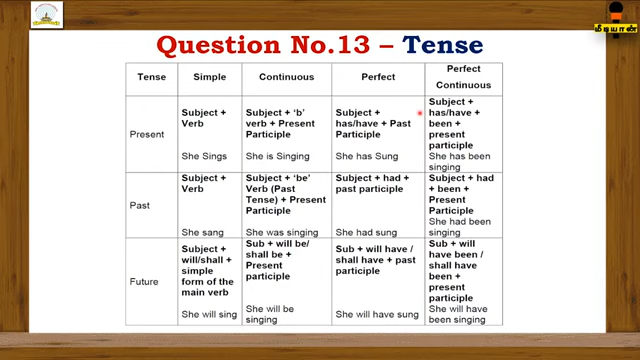 Question No.13 – Tense
மீடியான்
Tense Simple Continuous Perfect Perfect Continuous
Present
Subject +
Verb
She Sings
Subject + ‘b’
verb + Present
Participle
She is Singing
Subject +
has/have + Past
Participle
She has Sung
Subject +
has/have +
been +
present
participle
She has been
singing
Past
Subject +
Verb
She sang
Subject + ‘be’
Verb (Past
Tense) + Present
Participle
She was singing
Subject + had +
past participle
She had sung
Subject + had
+ been +
Present
Participle
She had been
singing
Future
Subject +
will/shall +
simple
form of the
main verb
She will sing
Sub + will be/
shall be +
Present
participle
She will be
singing
Sub + will have /
shall have + past
participle
She will have sung
Sub + will
have been /
shall have
been +
present
participle
She will have
been singing